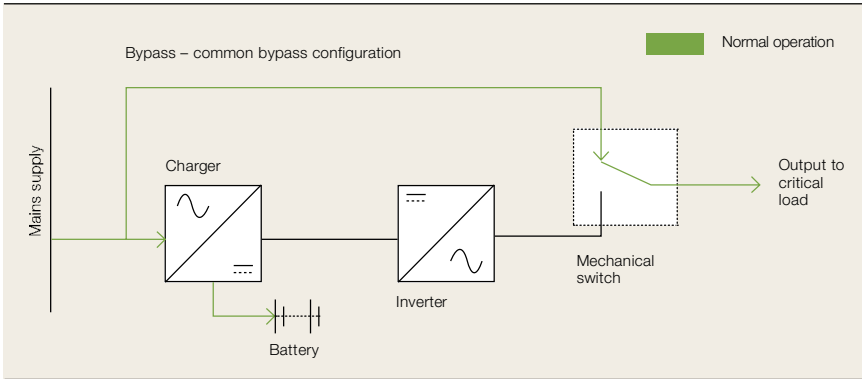 Bypass – common bypass configuration
Normal operation
Charger
Mains supply
Output to
critical
load
Mechanical
switch
Inverter
Battery